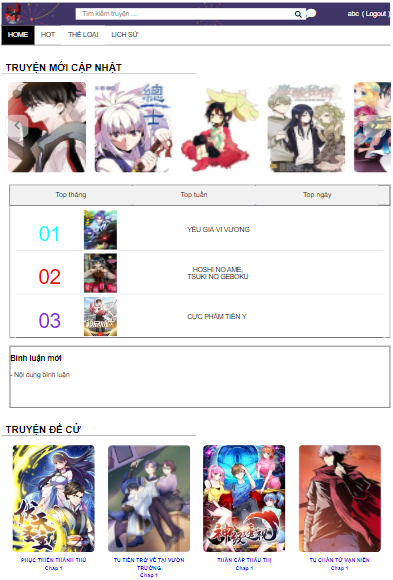 Tìm kiếm truyện ...
abc ( Logout )
HOME
HOT
THỂ LOẠI
LỊCH SỬ
TRUYỆN MỚI CẬP NHẬT
Top tháng
Top tuần
Top ngày
01
YÊU GIẢ VI VƯƠNG
02
HOSHI NO AME,
TSUKI NO GEBOKU
03
CỰC PHẨM TIÊN Y
Bình luận mới
- Nội dung bình luận
TRUYỆN ĐỀ CỬ
PHỤC THIÊN THÁNH THỦ
Chap 1
TU TIÊN TRỞ VỀ TẠI VƯỜN
TRƯỜNG
Chap 1
THẦN CẤP THẤU THỊ
Chap 1
TU CHÂN TỨ VẠN NIÊN
Chap 1